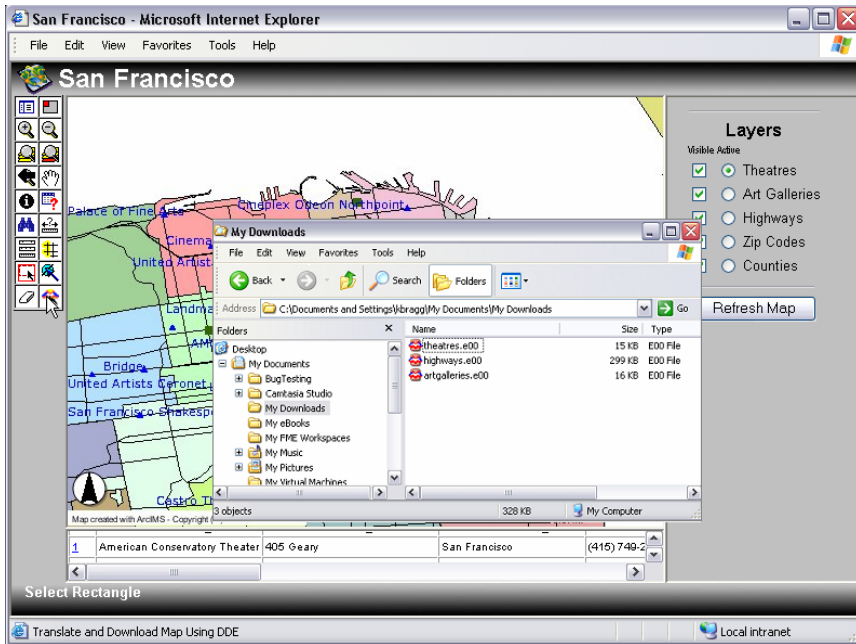 San Francisco - Microsoft Internet Explorer
File Edit View Favorites Tools Help
San Francisco
Layers
Visible Active
Theatres
Art Galleries
Highways
Zip Codes
Counties
Refresh Map
Palace of Fine Arts
Cineplex Odeon Northpoint
Cinema
United Artist
Landma
AM
Bridge
United Artists Coronet
San Francisco Shakesp
Castro T
Map created with ArcIMS - Copyright
My Downloads
File Edit View Favorites Tools Help
Back Search Folders
Address C:\Documents and Settings\kbragg\My Documents\My Downloads Go
Folders
Desktop
My Documents
BugTesting
Camtasia Studio
My Downloads
My eBooks
My FME Workspaces
My Music
My Pictures
My Virtual Machines
Name Size Type
theatres.e00 15 KB E00 File
highways.e00 299 KB E00 File
artgalleries.e00 16 KB E00 File
3 objects 328 KB My Computer
1 American Conservatory Theater 405 Geary San Francisco (415) 749-2
Select Rectangle
Translate and Download Map Using DDE Local intranet